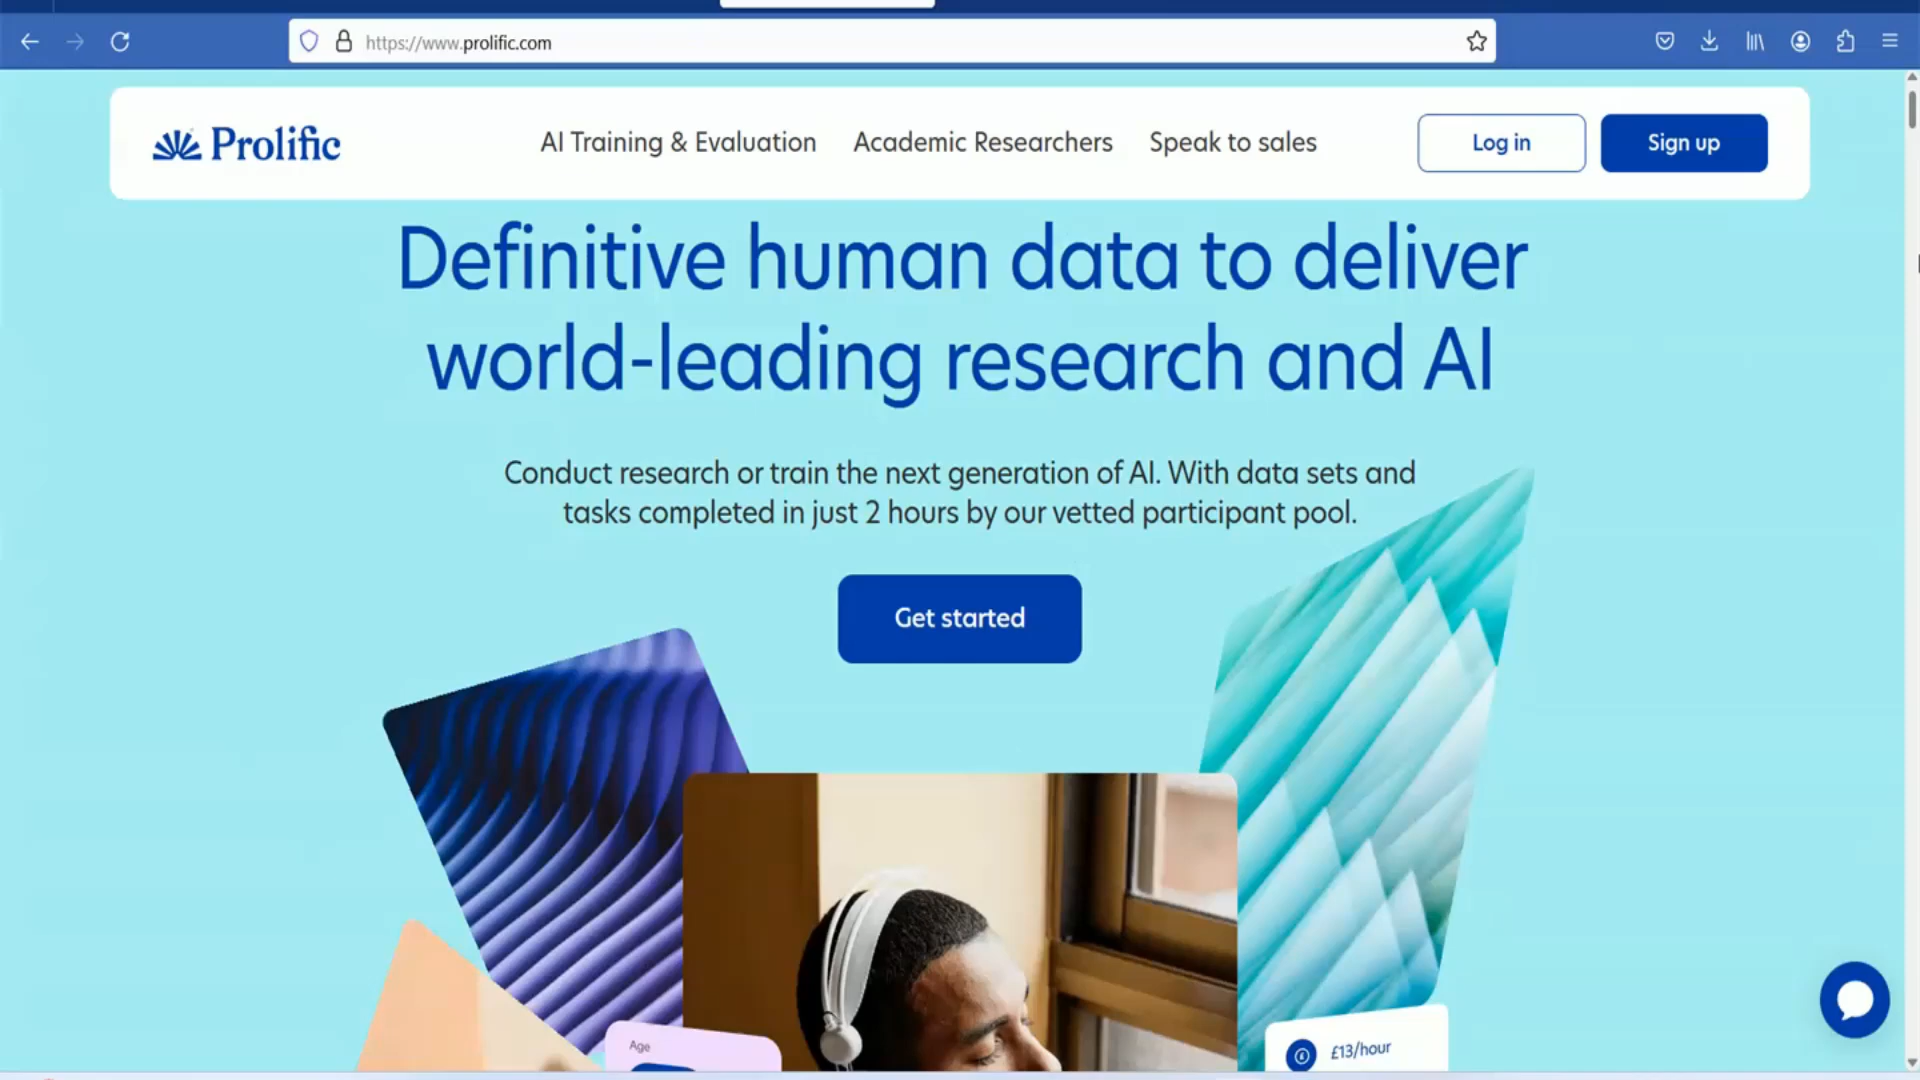 https://www.prolific.com
Prolific
AI Training & Evaluation
Academic Researchers
Speak to sales
Log in
Sign up
Definitive human data to deliver
world-leading research and AI
Conduct research or train the next generation of AI. With data sets and
tasks completed in just 2 hours by our vetted participant pool.
Get started
Age
£13/hour